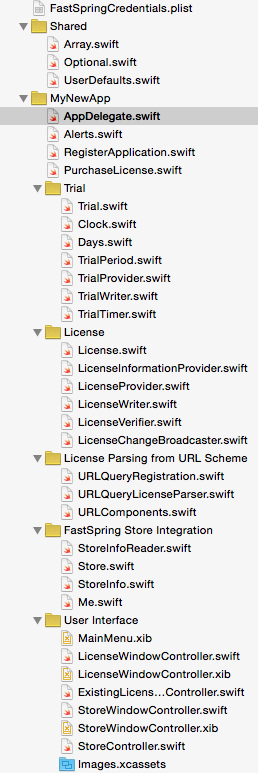 FastSpringCredentials.plist
Shared
Array.swift
Optional.swift
UserDefaults.swift
MyNewApp
AppDelegate.swift
Alerts.swift
RegisterApplication.swift
PurchaseLicense.swift
Trial
Trial.swift
Clock.swift
Days.swift
TrialPeriod.swift
TrialProvider.swift
TrialWriter.swift
TrialTimer.swift
License
License.swift
LicenseInformationProvider.swift
LicenseProvider.swift
LicenseWriter.swift
LicenseVerifier.swift
LicenseChangeBroadcaster.swift
License Parsing from URL Scheme
URLQueryRegistration.swift
URLQueryLicenseParser.swift
URLComponents.swift
FastSpring Store Integration
StoreInfoReader.swift
Store.swift
StoreInfo.swift
Me.swift
User Interface
MainMenu.xib
LicenseWindowController.swift
LicenseWindowController.xib
ExistingLicens...Controller.swift
StoreWindowController.swift
StoreWindowController.xib
StoreController.swift
Images.xcassets